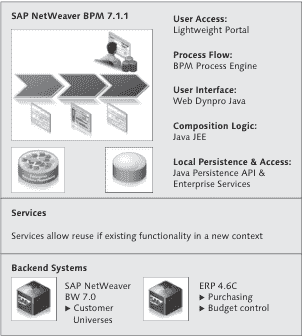 SAP NetWeaver BPM 7.1.1
User Access:
Lightweight Portal
Process Flow:
BPM Process Engine
User Interface:
Web Dynpro Java
Composition Logic:
Java JEE
Local Persistence & Access:
Java Persistence API &
Enterprise Services
Services
Services allow reuse if existing functionality in a new context
Backend Systems
SAP NetWeaver
BW 7.0
▶ Customer
Universes
ERP 4.6C
▶ Purchasing
▶ Budget control